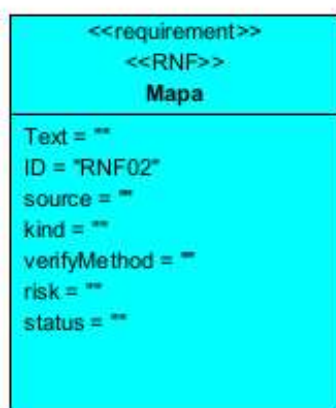 <<requirement>>
<<RNF>>
Mapa
Text = ""
ID = "RNF02"
source = ""
kind = ""
verifyMethod = ""
risk = ""
status = ""